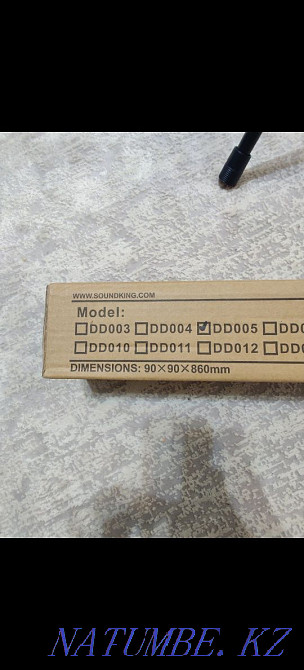 WWW.SOUNDKING.COM
Model:
☐DD003 ☐DD004 ☑DD005 ☐
☐DD010 ☐DD011 ☐DD012 ☐
DIMENSIONS: 90×90×860mm
NATUMBE. KZ